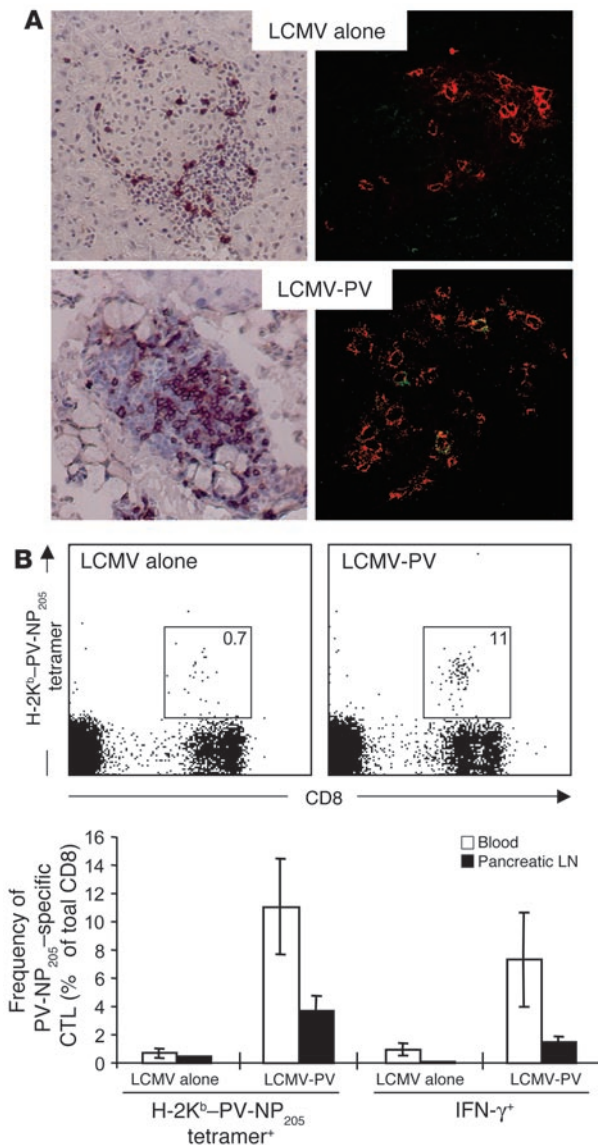 A
LCMV alone
LCMV-PV
B
LCMV alone
LCMV-PV
H-2Kᵇ–PV-NP₂₀₅
tetramer
0.7
11
CD8
Frequency of
PV-NP₂₀₅–specific
CTL (% of toal CD8)
16
14
12
10
8
6
4
2
0
Blood
Pancreatic LN
LCMV alone
LCMV-PV
LCMV alone
LCMV-PV
H-2Kᵇ–PV-NP₂₀₅
tetramer⁺
IFN-γ⁺